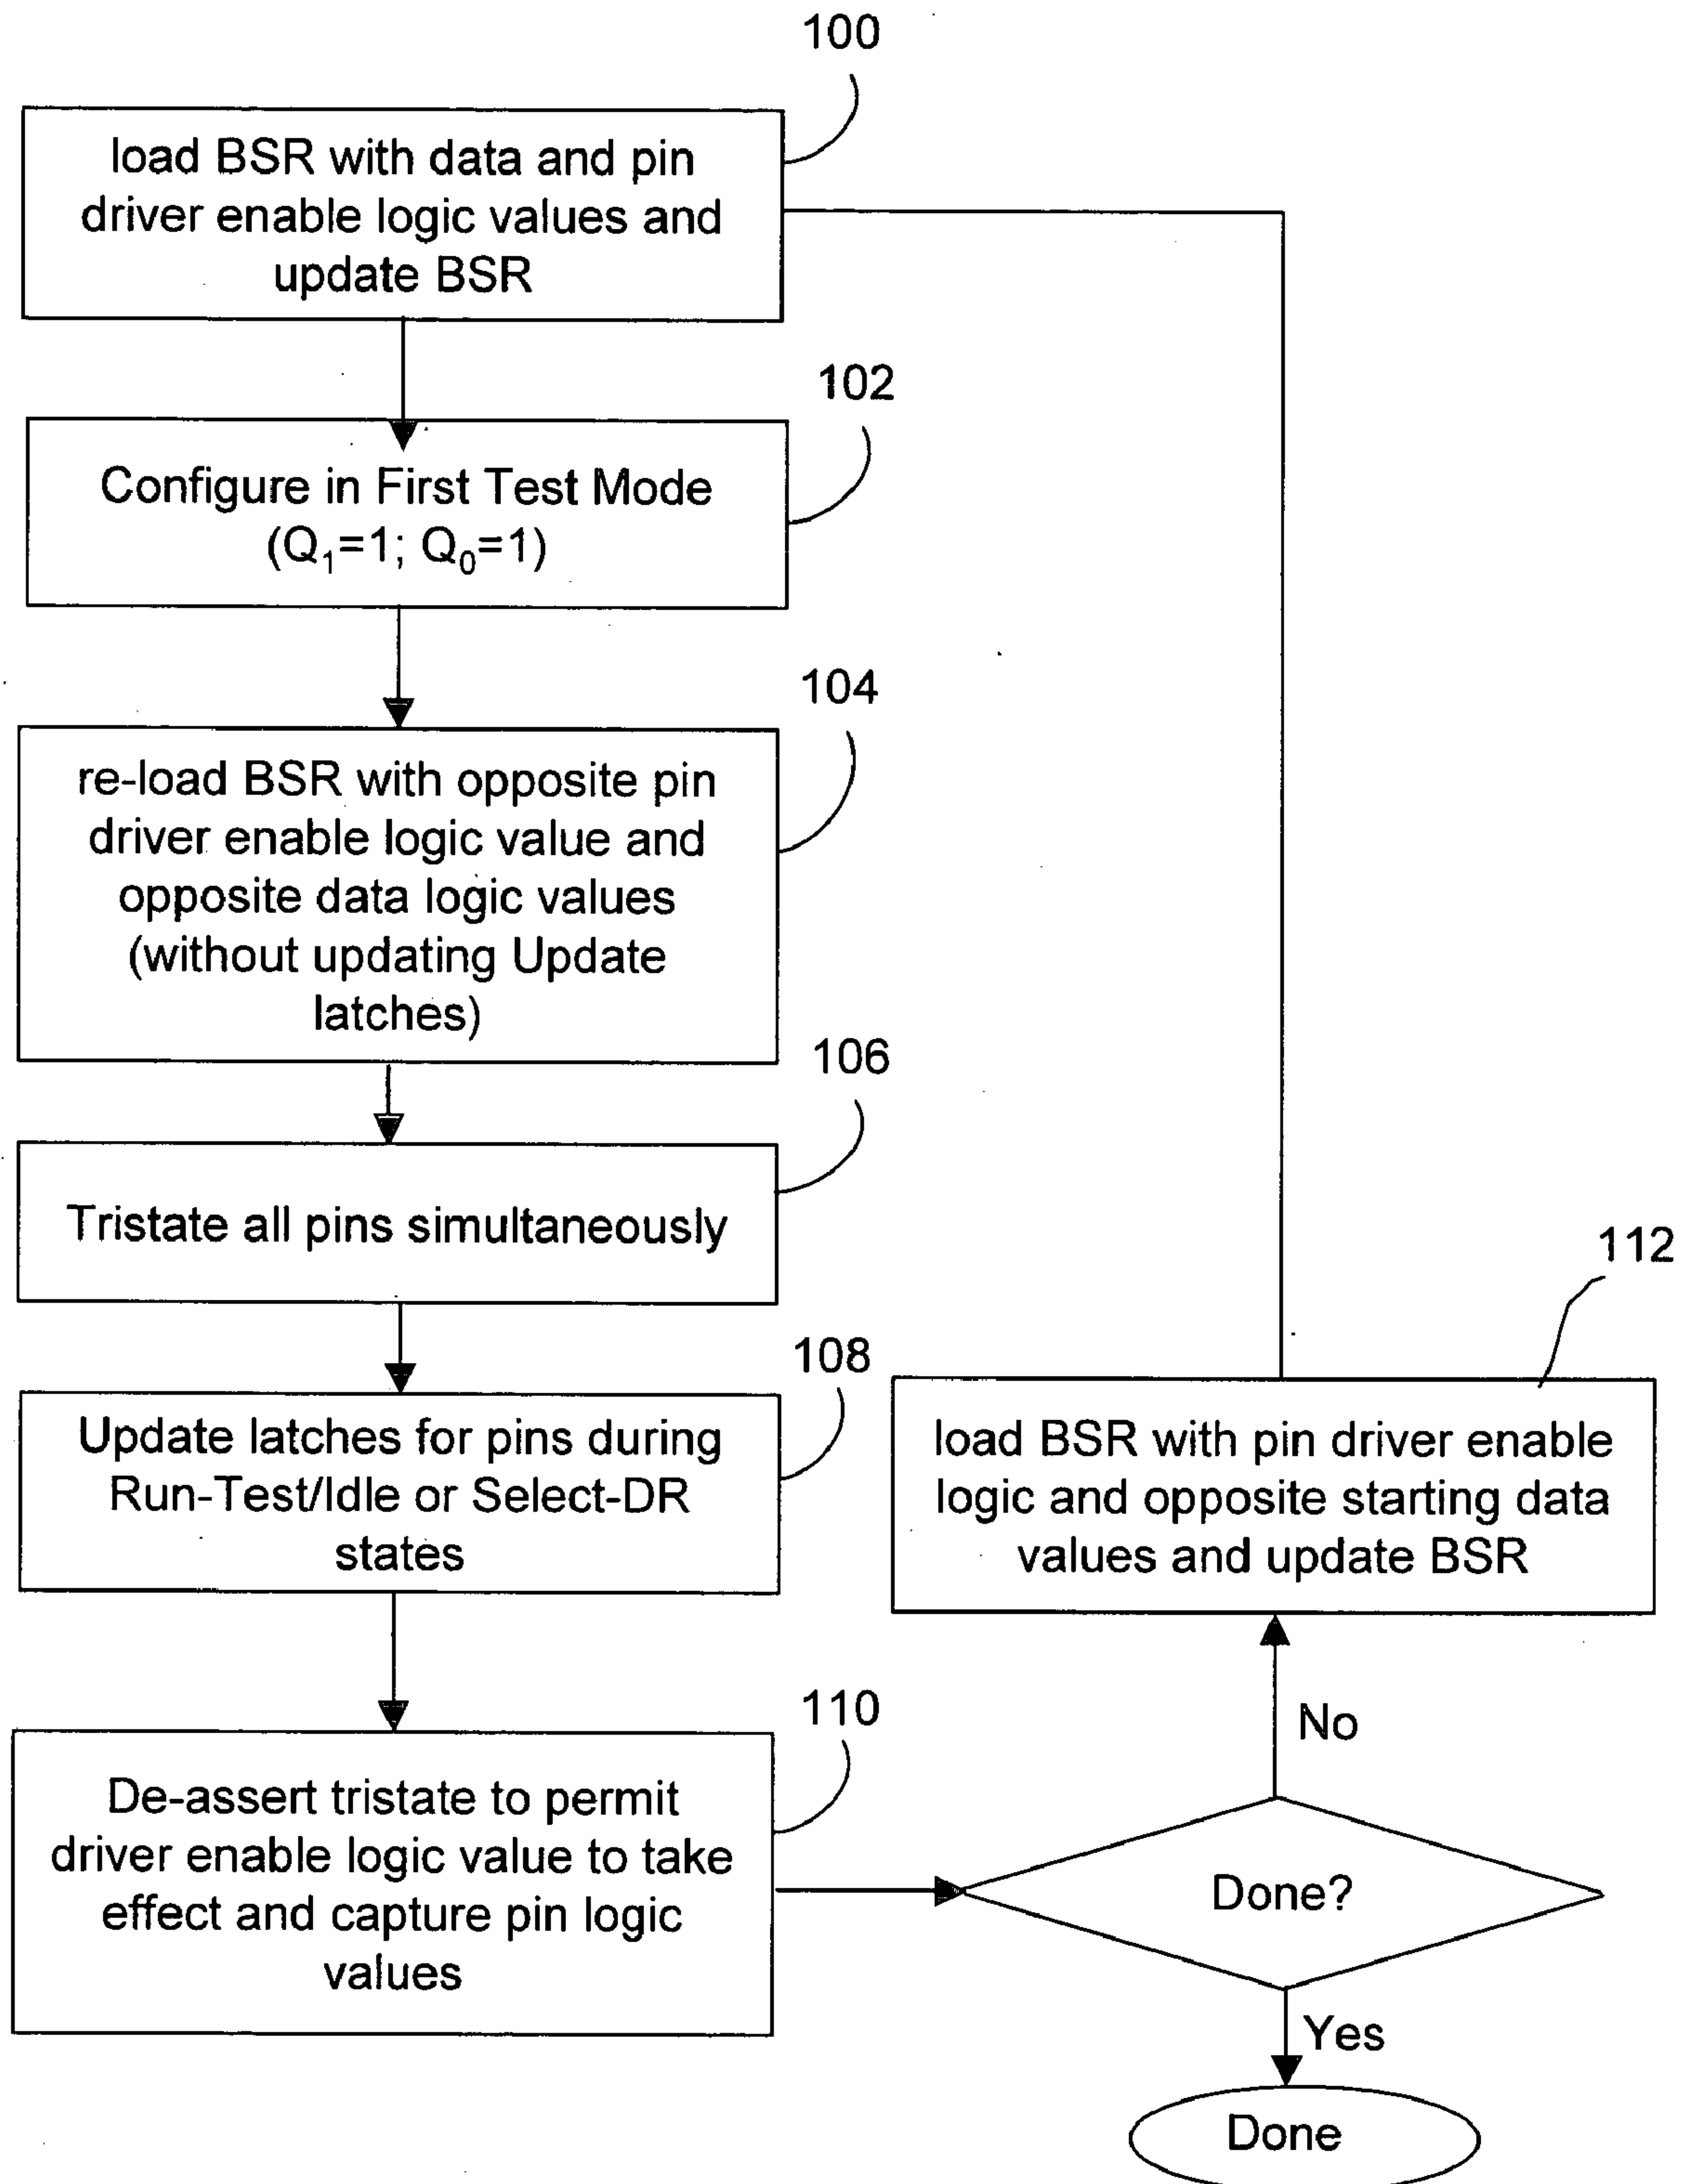 100
load BSR with data and pin
driver enable logic values and
update BSR
102
Configure in First Test Mode
(Q₁=1; Q₀=1)
104
re-load BSR with opposite pin
driver enable logic value and
opposite data logic values
(without updating Update
latches)
106
Tristate all pins simultaneously
108
Update latches for pins during
Run-Test/Idle or Select-DR
states
110
De-assert tristate to permit
driver enable logic value to take
effect and capture pin logic
values
112
load BSR with pin driver enable
logic and opposite starting data
values and update BSR
No
Done?
Yes
Done